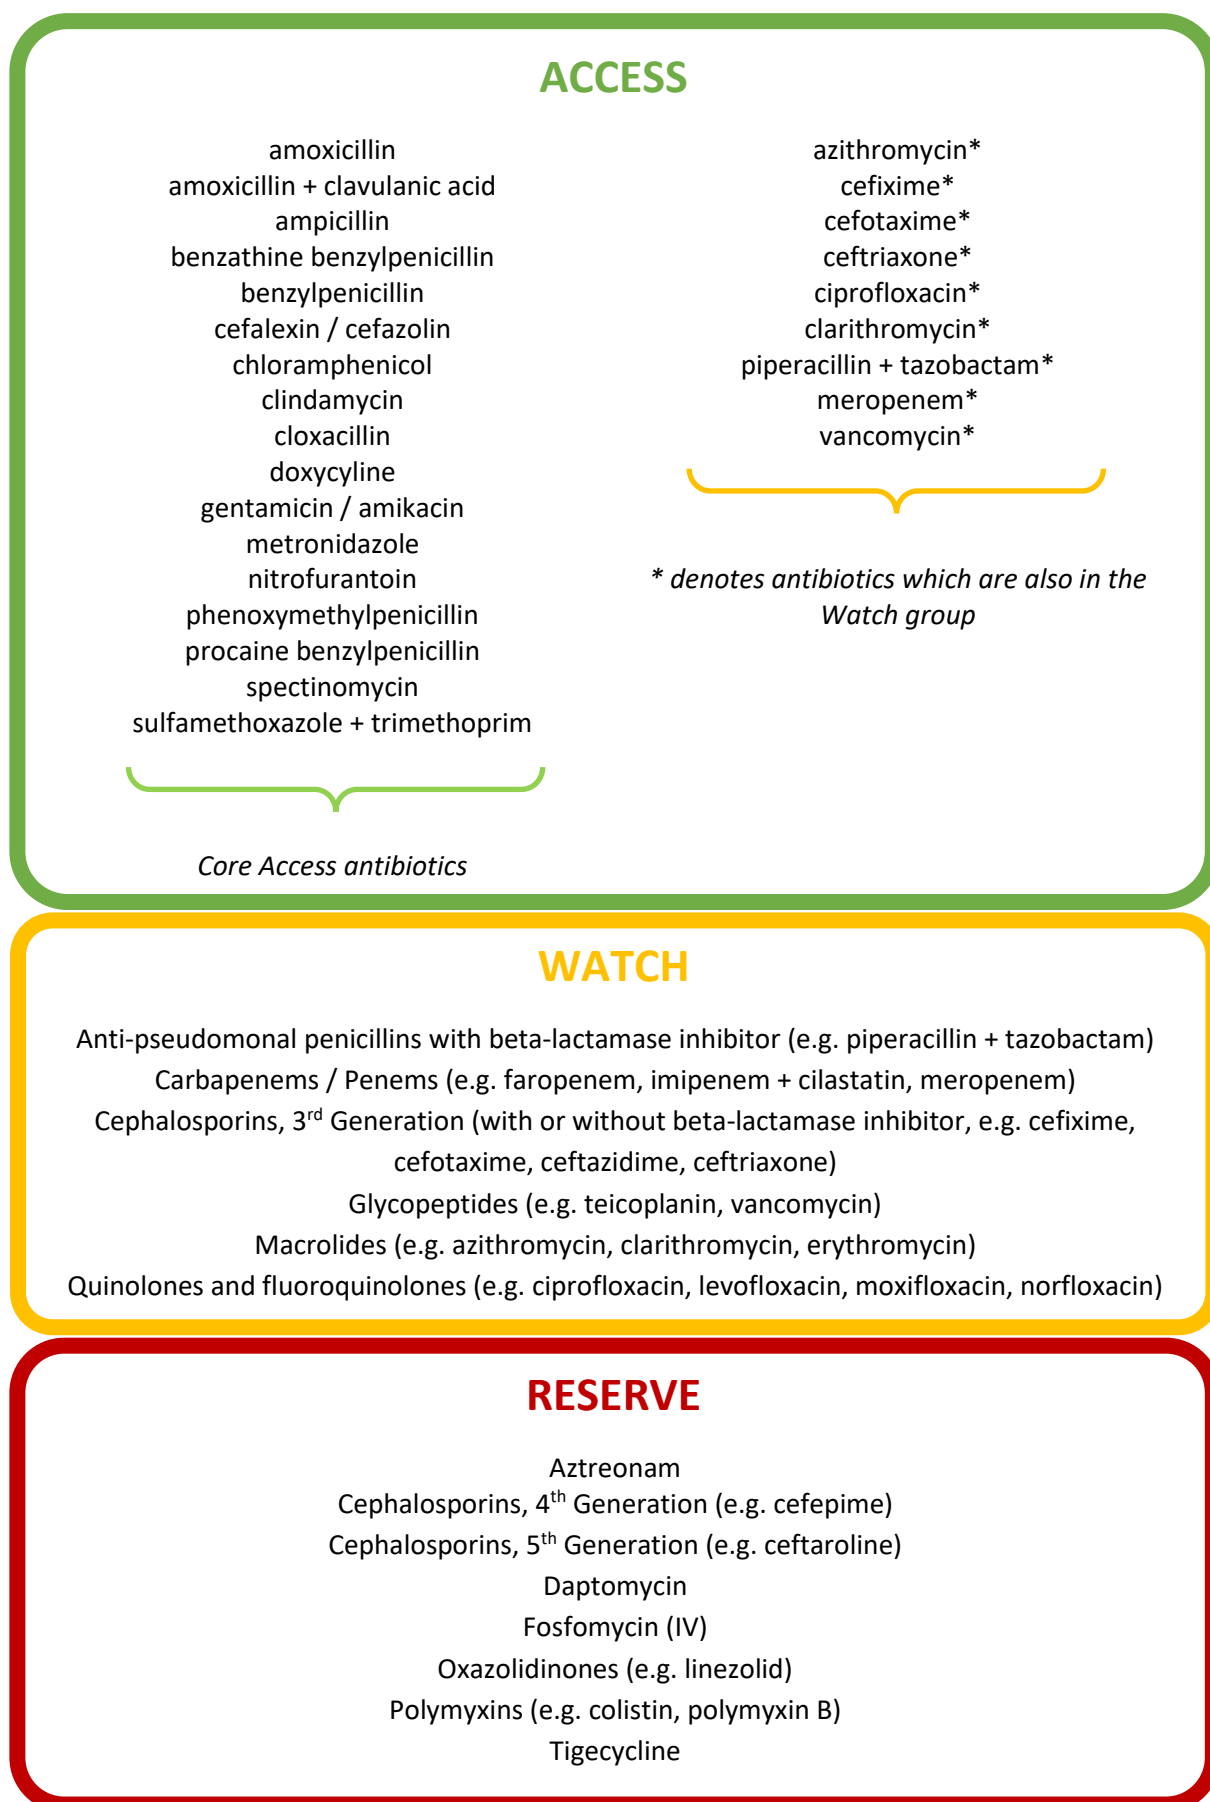 ACCESS
amoxicillin
amoxicillin + clavulanic acid
ampicillin
benzathine benzylpenicillin
benzylpenicillin
cefalexin / cefazolin
chloramphenicol
clindamycin
cloxacillin
doxycyline
gentamicin / amikacin
metronidazole
nitrofurantoin
phenoxymethylpenicillin
procaine benzylpenicillin
spectinomycin
sulfamethoxazole + trimethoprim
Core Access antibiotics
azithromycin*
cefixime*
cefotaxime*
ceftriaxone*
ciprofloxacin*
clarithromycin*
piperacillin + tazobactam*
meropenem*
vancomycin*
* denotes antibiotics which are also in the
Watch group
WATCH
Anti-pseudomonal penicillins with beta-lactamase inhibitor (e.g. piperacillin + tazobactam)
Carbapenems / Penems (e.g. faropenem, imipenem + cilastatin, meropenem)
Cephalosporins, 3rd Generation (with or without beta-lactamase inhibitor, e.g. cefixime,
cefotaxime, ceftazidime, ceftriaxone)
Glycopeptides (e.g. teicoplanin, vancomycin)
Macrolides (e.g. azithromycin, clarithromycin, erythromycin)
Quinolones and fluoroquinolones (e.g. ciprofloxacin, levofloxacin, moxifloxacin, norfloxacin)
RESERVE
Aztreonam
Cephalosporins, 4th Generation (e.g. cefepime)
Cephalosporins, 5th Generation (e.g. ceftaroline)
Daptomycin
Fosfomycin (IV)
Oxazolidinones (e.g. linezolid)
Polymyxins (e.g. colistin, polymyxin B)
Tigecycline